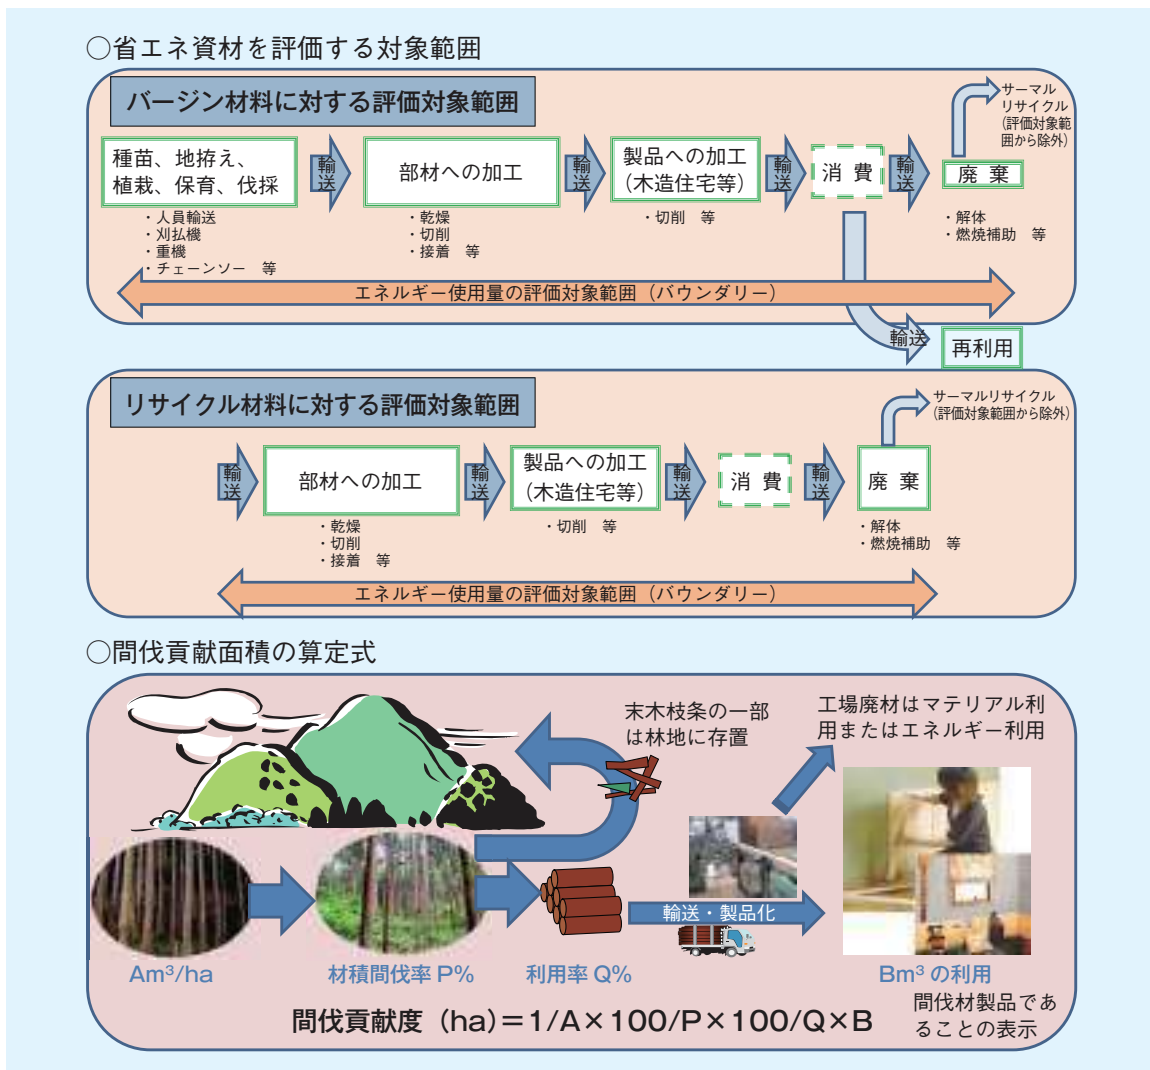 ○省エネ資材を評価する対象範囲
バージン材料に対する評価対象範囲
サーマル
リサイクル
(評価対象範
囲から除外)
種苗、地拵え、
植栽、保育、伐採
輸送
部材への加工
輸送
製品への加工
（木造住宅等）
輸送
消 費
輸送
廃 棄
・人員輸送
・刈払機
・重機
・チェーンソー　等
・乾燥
・切削
・接着　等
・切削　等
・解体
・燃焼補助　等
エネルギー使用量の評価対象範囲（バウンダリー）
輸送
再利用
リサイクル材料に対する評価対象範囲
サーマルリサイクル
(評価対象範囲から除外)
輸送
部材への加工
輸送
製品への加工
（木造住宅等）
輸送
消 費
輸送
廃 棄
・乾燥
・切削
・接着　等
・切削　等
・解体
・燃焼補助　等
エネルギー使用量の評価対象範囲（バウンダリー）
○間伐貢献面積の算定式
末木枝条の一部
は林地に存置
工場廃材はマテリアル利
用またはエネルギー利用
輸送・製品化
Am³/ha
材積間伐率 P%
利用率 Q%
Bm³ の利用
間伐貢献度（ha）＝1/A×100/P×100/Q×B
間伐材製品であ
ることの表示